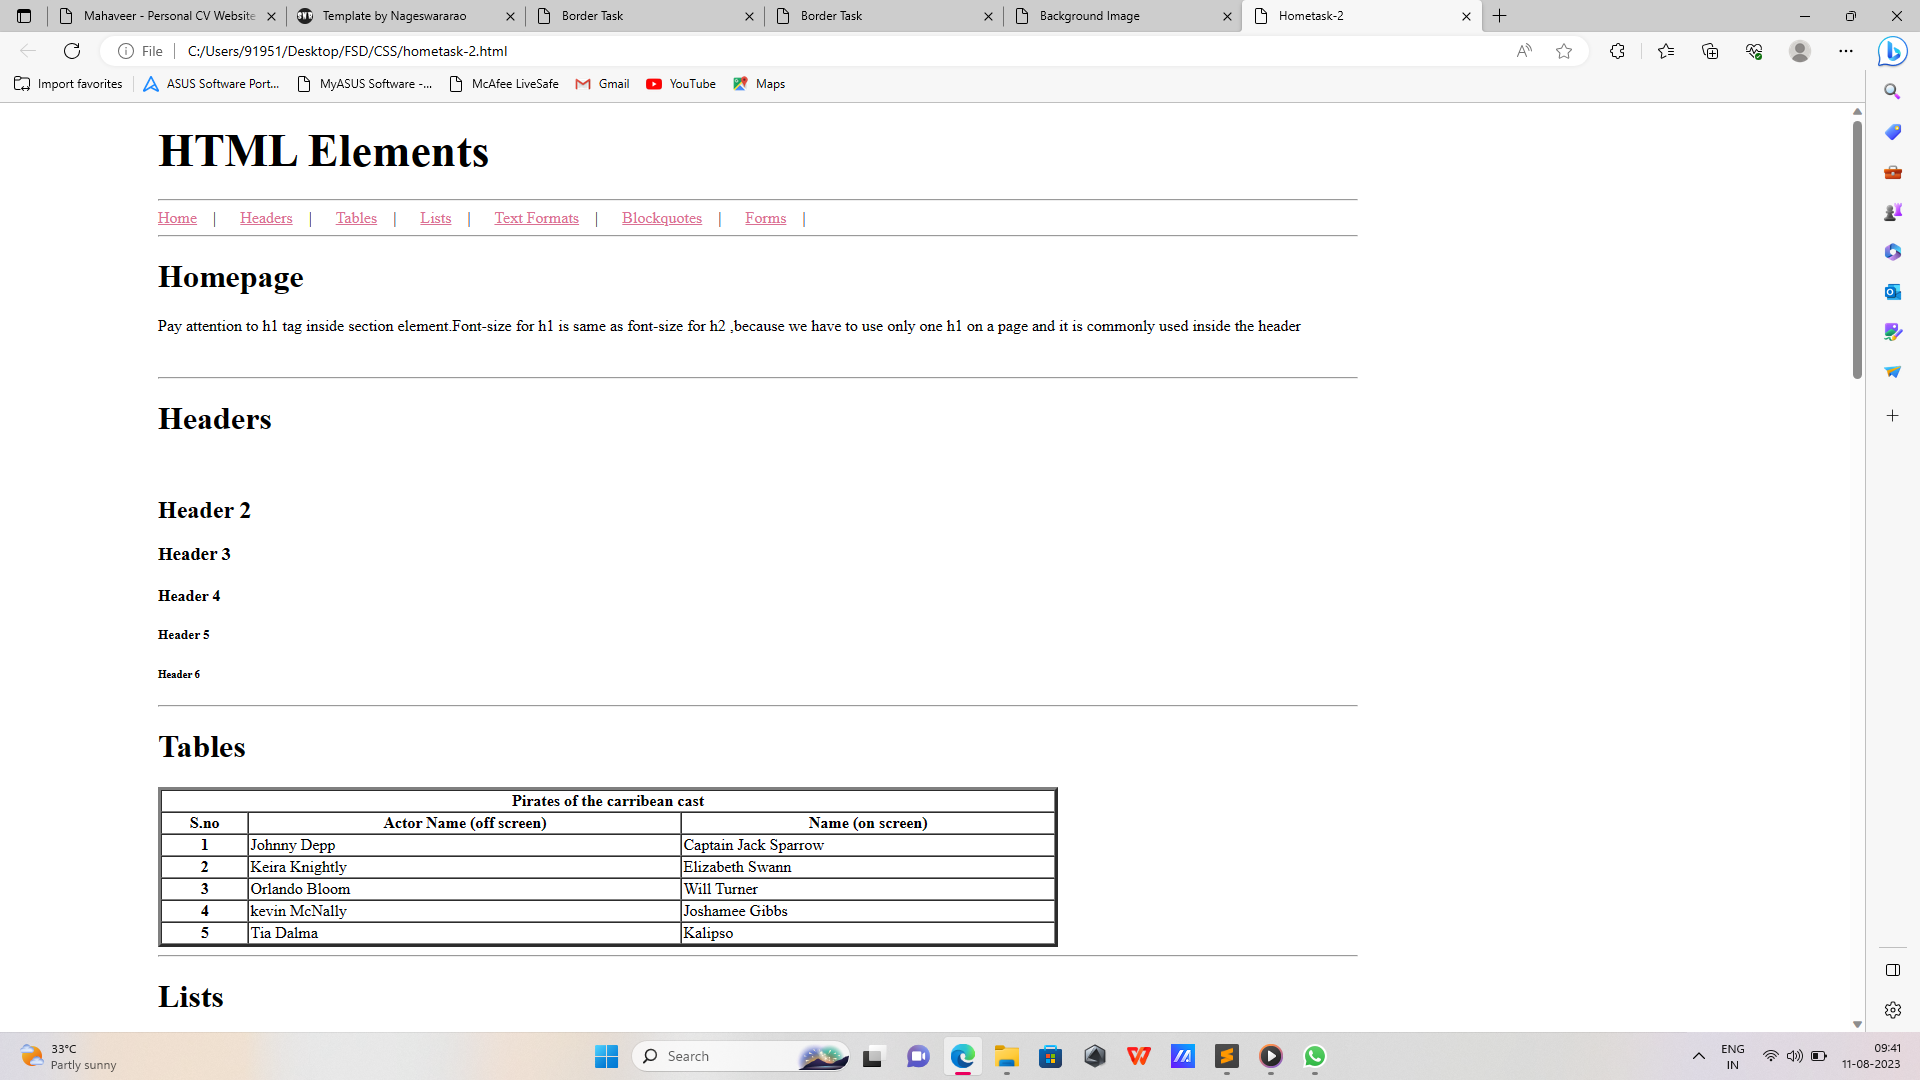 Mahaveer - Personal CV Website
Template by Nageswararao
Border Task
Border Task
Background Image
Hometask-2
File
C:/Users/91951/Desktop/FSD/CSS/hometask-2.html
Import favorites
ASUS Software Port...
MyASUS Software -...
McAfee LiveSafe
Gmail
YouTube
Maps
HTML Elements
Home | Headers | Tables | Lists | Text Formats | Blockquotes | Forms |
Homepage
Pay attention to h1 tag inside section element.Font-size for h1 is same as font-size for h2 ,because we have to use only one h1 on a page and it is commonly used inside the header
Headers
Header 2
Header 3
Header 4
Header 5
Header 6
Tables
Pirates of the carribean cast
S.no Actor Name (off screen) Name (on screen)
1 Johnny Depp Captain Jack Sparrow
2 Keira Knightly Elizabeth Swann
3 Orlando Bloom Will Turner
4 kevin McNally Joshamee Gibbs
5 Tia Dalma Kalipso
Lists
33°C
Partly sunny
Search
ENG
IN
09:41
11-08-2023